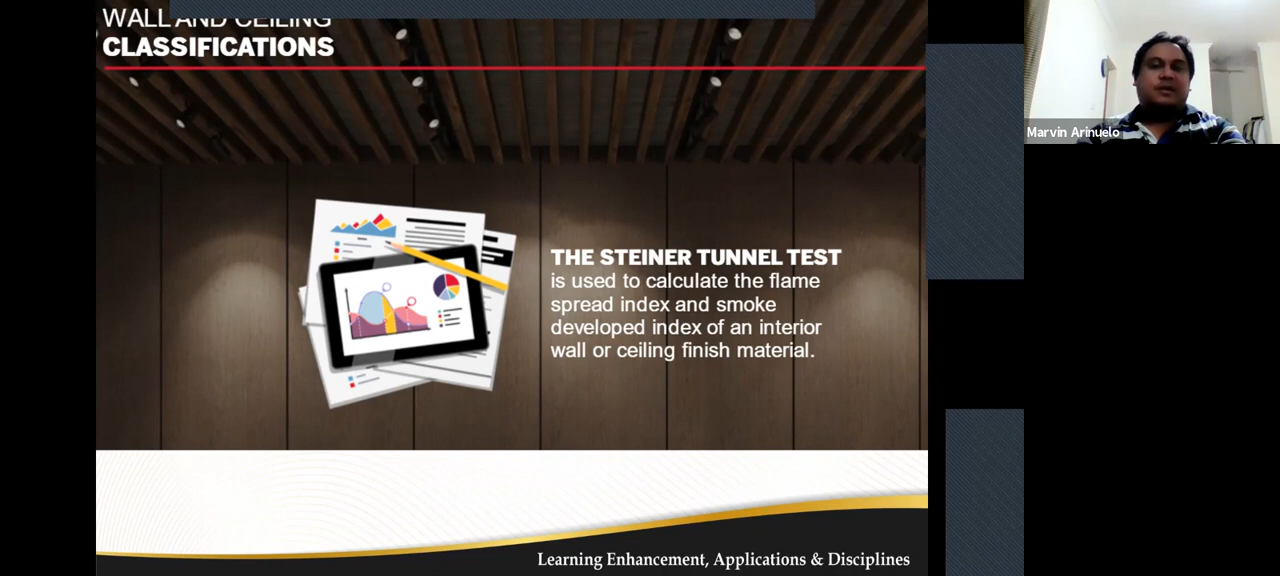 WALL AND CEILING
CLASSIFICATIONS
THE STEINER TUNNEL TEST
is used to calculate the flame
spread index and smoke
developed index of an interior
wall or ceiling finish material.
Marvin Arinuelo
Learning Enhancement, Applications & Disciplines